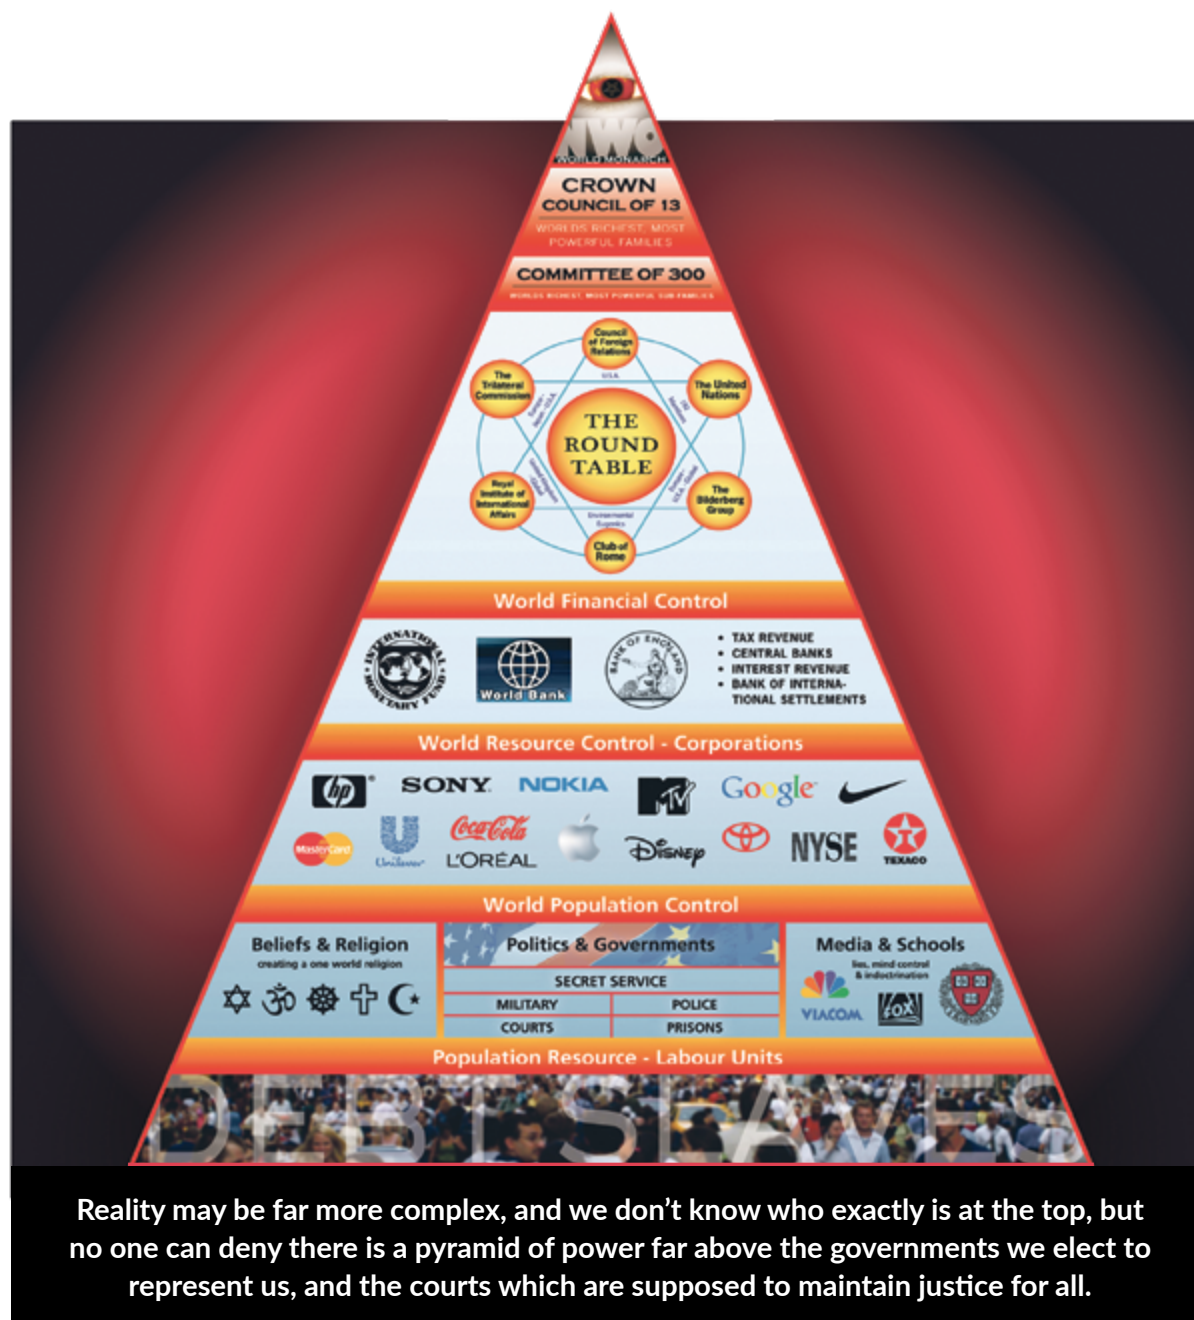 NWO
WORLD MONARCH
CROWN
COUNCIL OF 13
WORLDS RICHEST, MOST
POWERFUL FAMILIES
COMMITTEE OF 300
WORLDS RICHEST, MOST POWERFUL SUB-FAMILIES
Council
of Foreign
Relations
U.S.A.
The
Trilateral
Commission
The United
Nations
THE
ROUND
TABLE
Royal
Institute of
International
Affairs
The
Bilderberg
Group
Environmental
Eugenics
Club of
Rome
World Financial Control
INTERNATIONAL
MONETARY FUND
World Bank
BANK OF ENGLAND
• TAX REVENUE
• CENTRAL BANKS
• INTEREST REVENUE
• BANK OF INTERNA-
TIONAL SETTLEMENTS
World Resource Control - Corporations
hp®
SONY
NOKIA
MTV
Google
MasterCard
Unilever
Coca-Cola
L'ORÉAL
Disney
NYSE
T
TEXACO
World Population Control
Beliefs & Religion
creating a one world religion
Politics & Governments
SECRET SERVICE
MILITARY
POLICE
COURTS
PRISONS
Media & Schools
lies, mind control
& indoctrination
VIACOM
FOX
Population Resource - Labour Units
DEBT SLAVES
Reality may be far more complex, and we don't know who exactly is at the top, but
no one can deny there is a pyramid of power far above the governments we elect to
represent us, and the courts which are supposed to maintain justice for all.